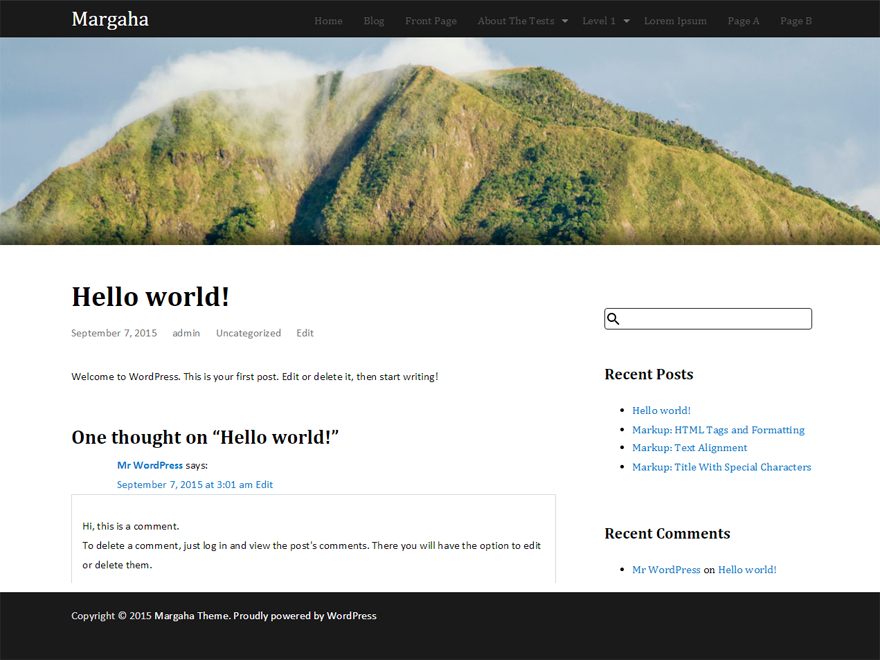 Margaha
Home Blog Front Page About The Tests Level 1 Lorem Ipsum Page A Page B
Hello world!
September 7, 2015 admin Uncategorized Edit
Welcome to WordPress. This is your first post. Edit or delete it, then start writing!
One thought on “Hello world!”
Mr WordPress says:
September 7, 2015 at 3:01 am Edit
Hi, this is a comment.
To delete a comment, just log in and view the post's comments. There you will have the option to edit
or delete them.
Recent Posts
Hello world!
Markup: HTML Tags and Formatting
Markup: Text Alignment
Markup: Title With Special Characters
Recent Comments
Mr WordPress on Hello world!
Copyright © 2015 Margaha Theme. Proudly powered by WordPress